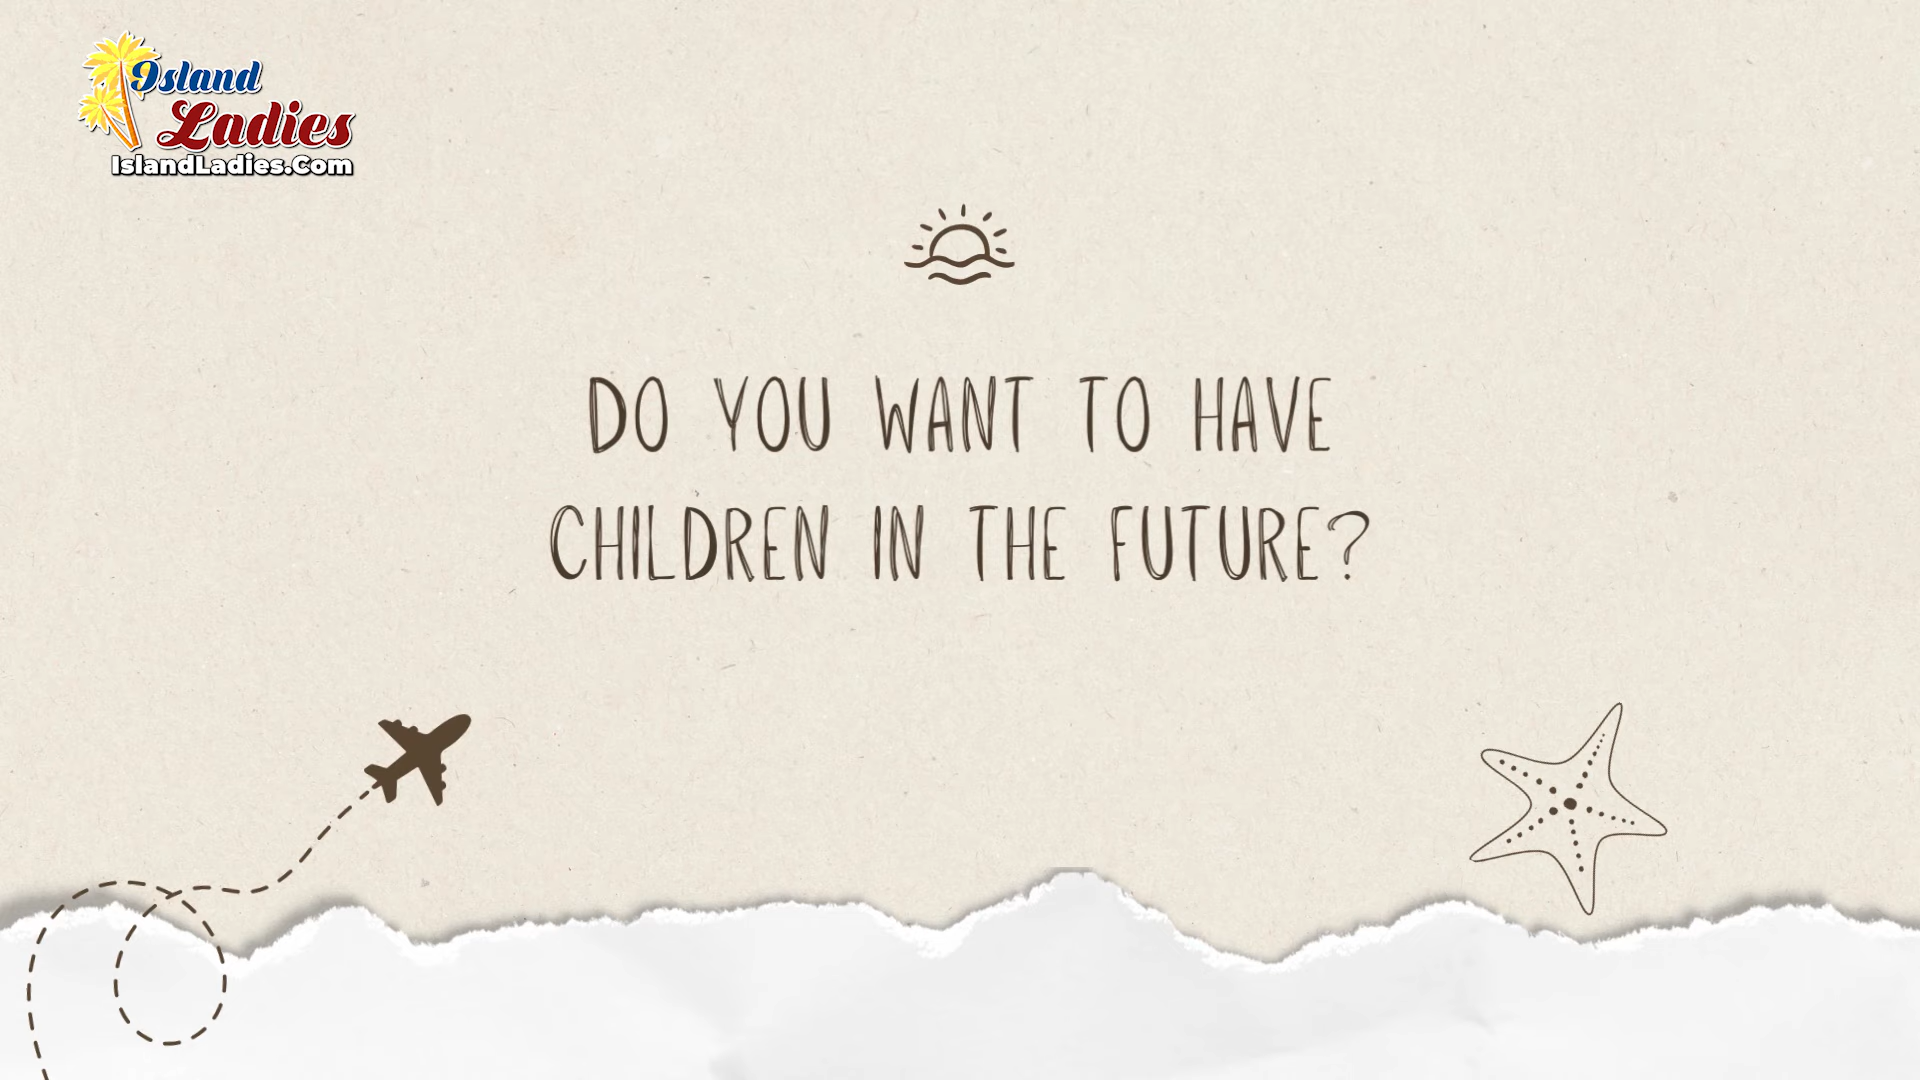 Island
Ladies
IslandLadies.Com
DO YOU WANT TO HAVE
CHILDREN IN THE FUTURE?